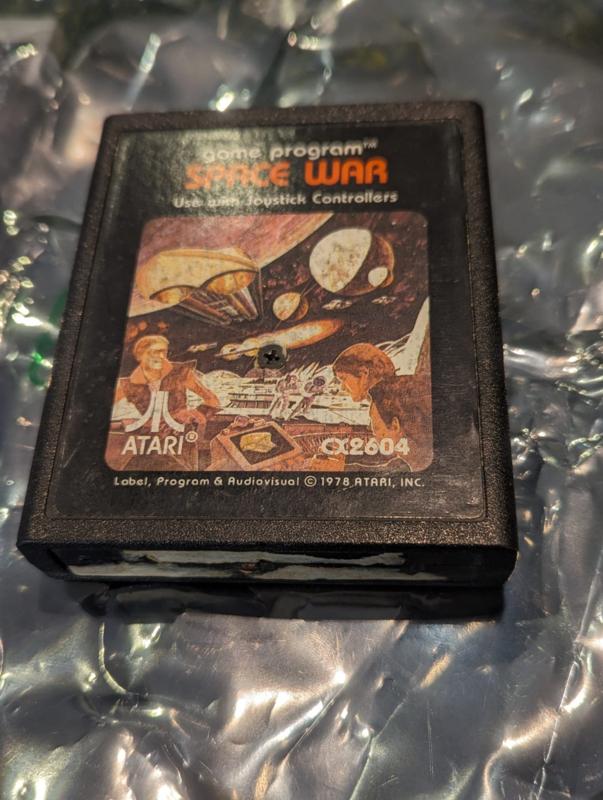 game program™
SPACE WAR
Use with Joystick Controllers
ATARI®
CX2604
Label, Program & Audiovisual © 1978 ATARI, INC.